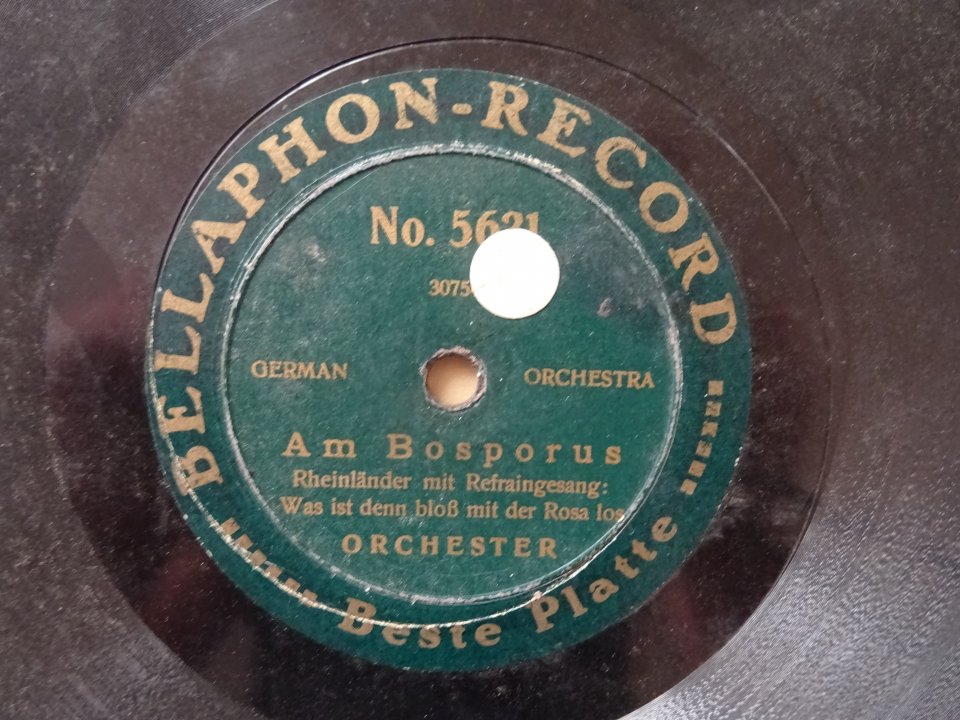 BELLAPHON-RECORD
No. 5621
3075
GERMAN ORCHESTRA
Am Bosporus
Rheinländer mit Refraingesang:
Was ist denn bloß mit der Rosa los
ORCHESTER
Beste Platte